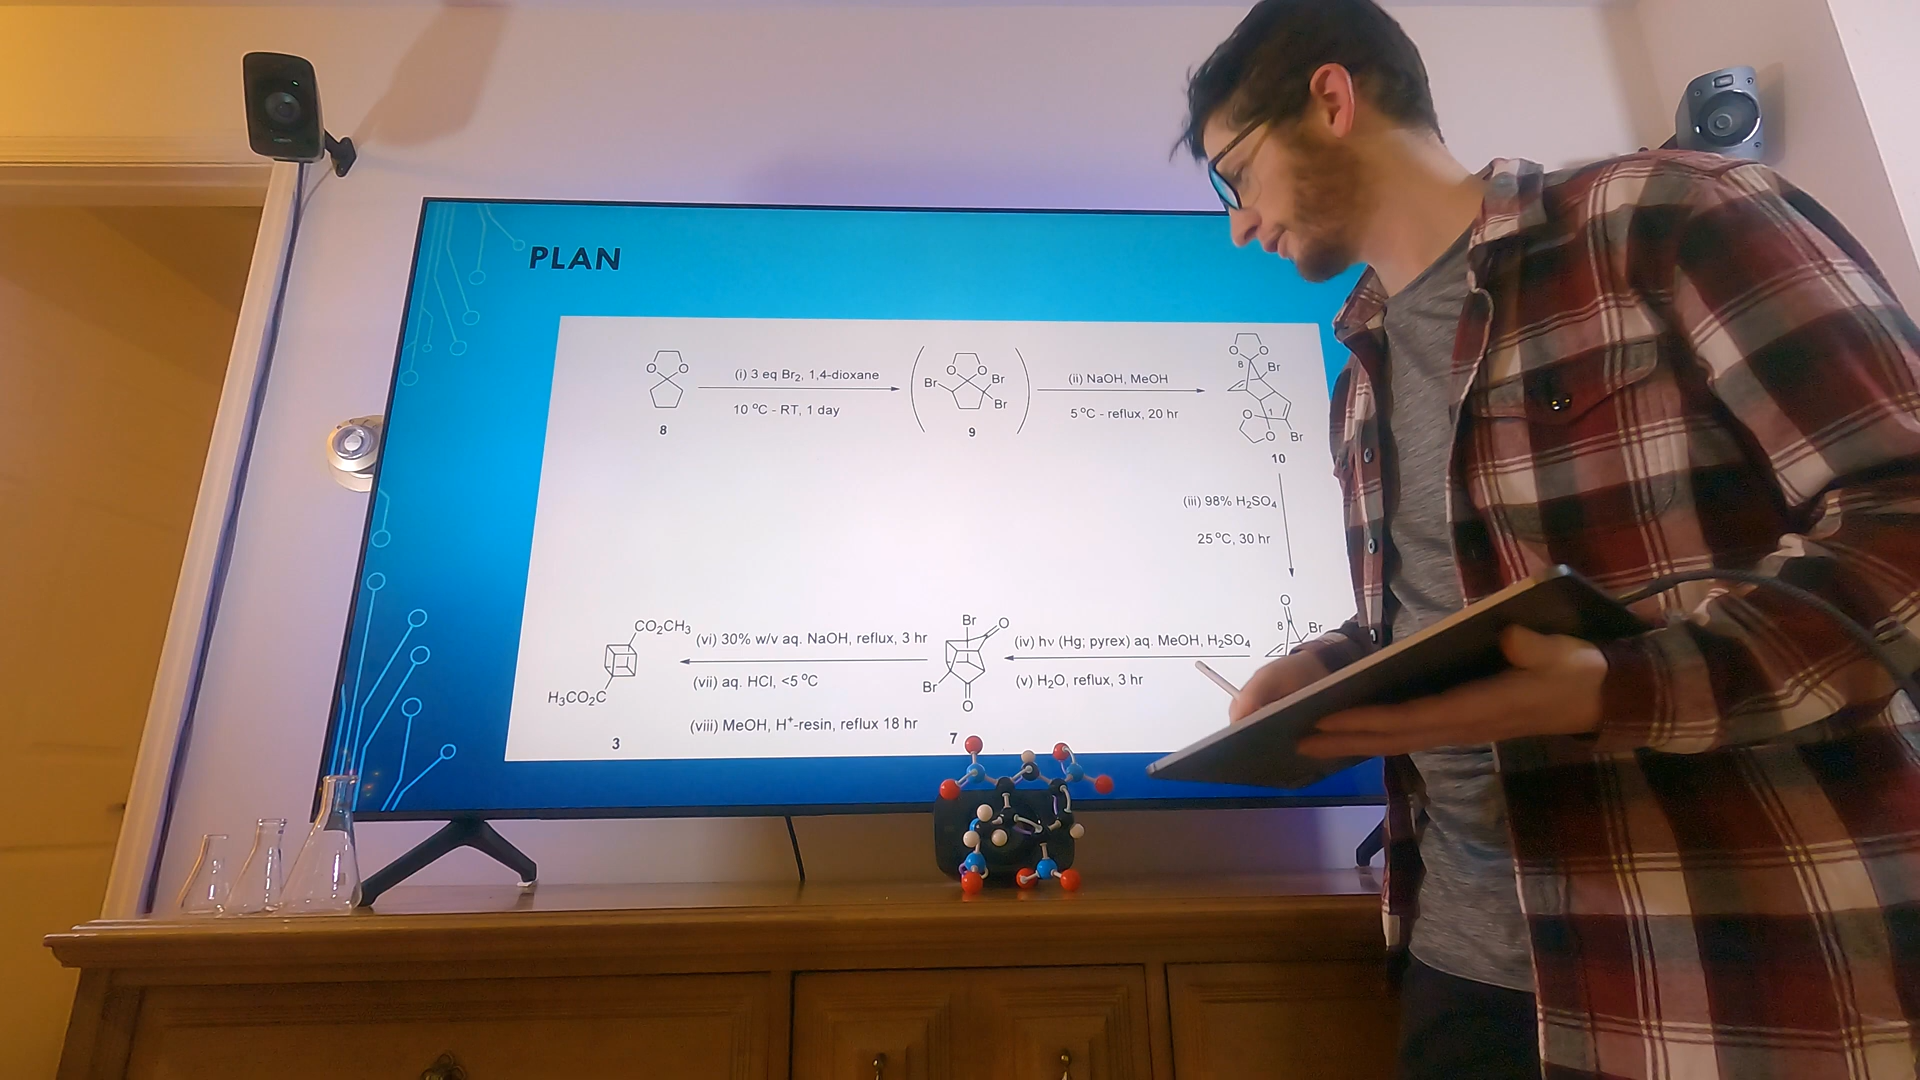 PLAN
(i) 3 eq Br₂, 1,4-dioxane
10 °C - RT, 1 day
8
O O
Br Br
Br
9
(ii) NaOH, MeOH
5 °C - reflux, 20 hr
O O
8 Br
O 1
O Br
10
(iii) 98% H₂SO₄
25 °C, 30 hr
O
8 Br
(iv) hν (Hg; pyrex) aq. MeOH, H₂SO₄
(v) H₂O, reflux, 3 hr
Br O
Br
O
7
(vi) 30% w/v aq. NaOH, reflux, 3 hr
(vii) aq. HCl, <5 °C
(viii) MeOH, H⁺-resin, reflux 18 hr
CO₂CH₃
H₃CO₂C
3